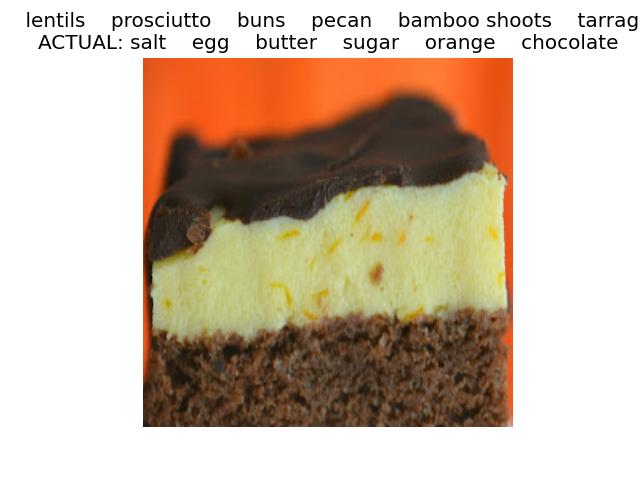 lentils prosciutto buns pecan bamboo shoots tarrag
ACTUAL: salt egg butter sugar orange chocolate